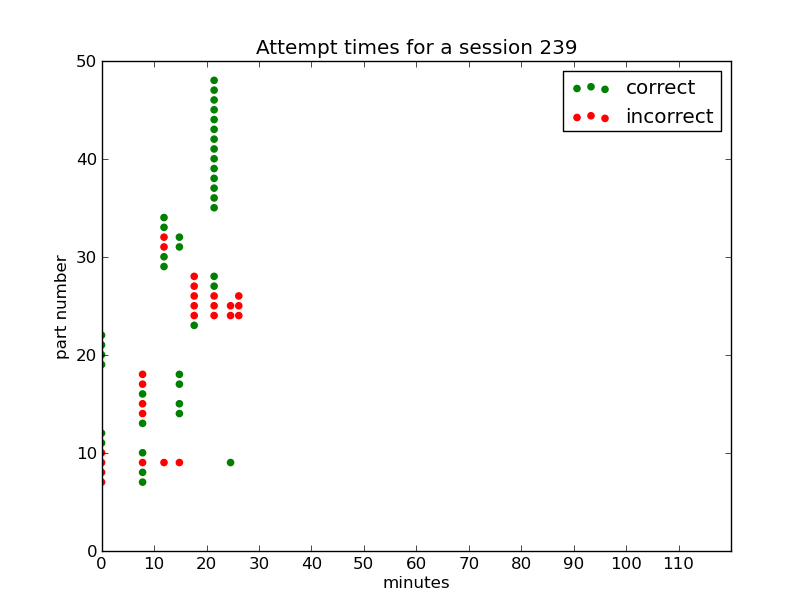 Attempt times for a session 239
correct
incorrect
50
40
30
20
10
0
part number
0 10 20 30 40 50 60 70 80 90 100 110
minutes